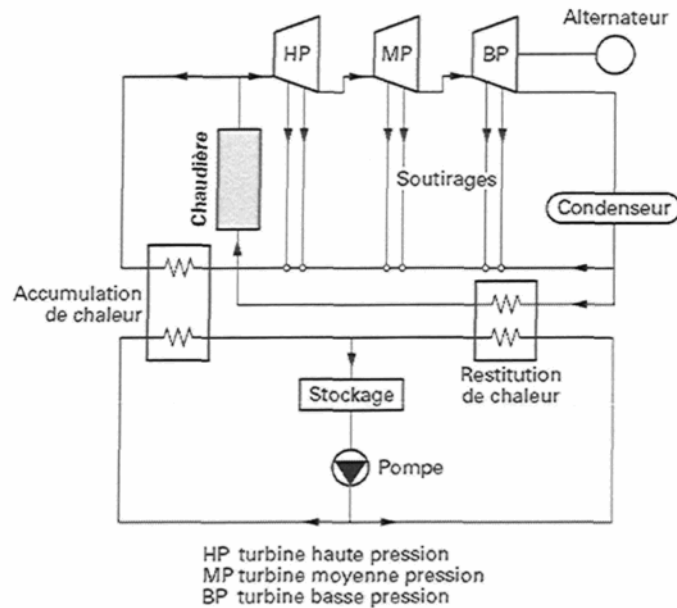 Alternateur
HP
MP
BP
Chaudière
Soutirages
Condenseur
Accumulation
de chaleur
Restitution
de chaleur
Stockage
Pompe
HP turbine haute pression
MP turbine moyenne pression
BP turbine basse pression